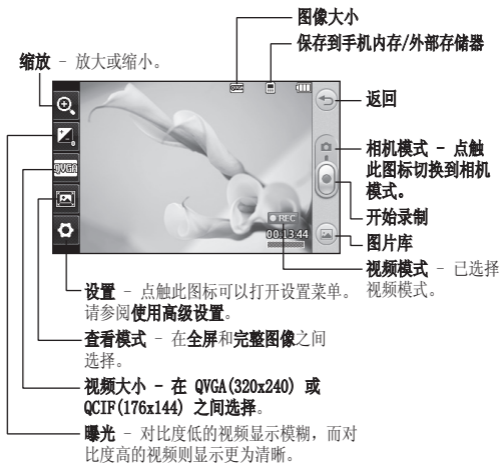 图像大小
保存到手机内存/外部存储器
缩放 - 放大或缩小。
返回
相机模式 - 点触
此图标切换到相机
模式。
开始录制
图片库
视频模式 - 已选择
视频模式。
QVGA
REC
00:13:44
设置 - 点触此图标可以打开设置菜单。
请参阅使用高级设置。
查看模式 - 在全屏和完整图像之间
选择。
视频大小 - 在 QVGA(320x240) 或
QCIF(176x144) 之间选择。
曝光 - 对比度低的视频显示模糊，而对
比度高的视频则显示更为清晰。